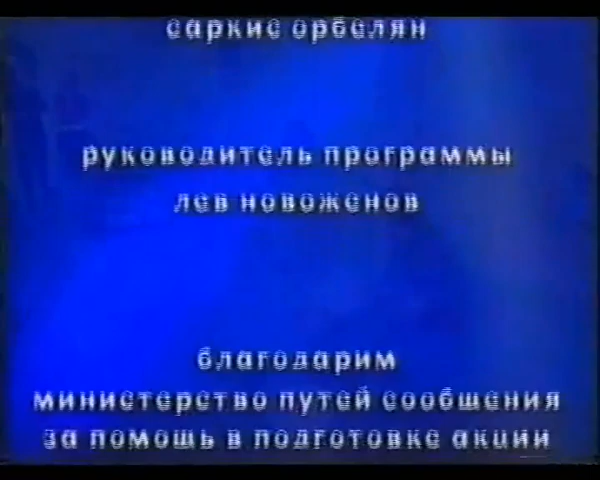 саркис орбелян
руководитель программы
лев новоженов
благодарим
министерство путей сообщения
за помощь в подготовке акции